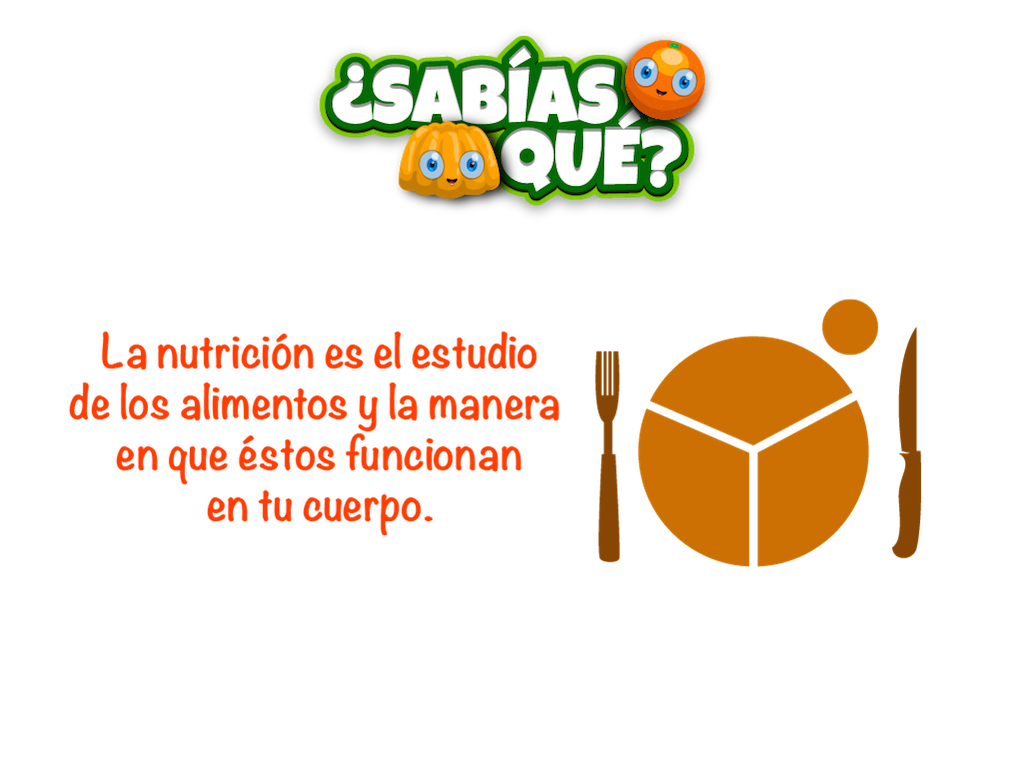 ¿SABÍAS
QUÉ?
La nutrición es el estudio
de los alimentos y la manera
en que éstos funcionan
en tu cuerpo.